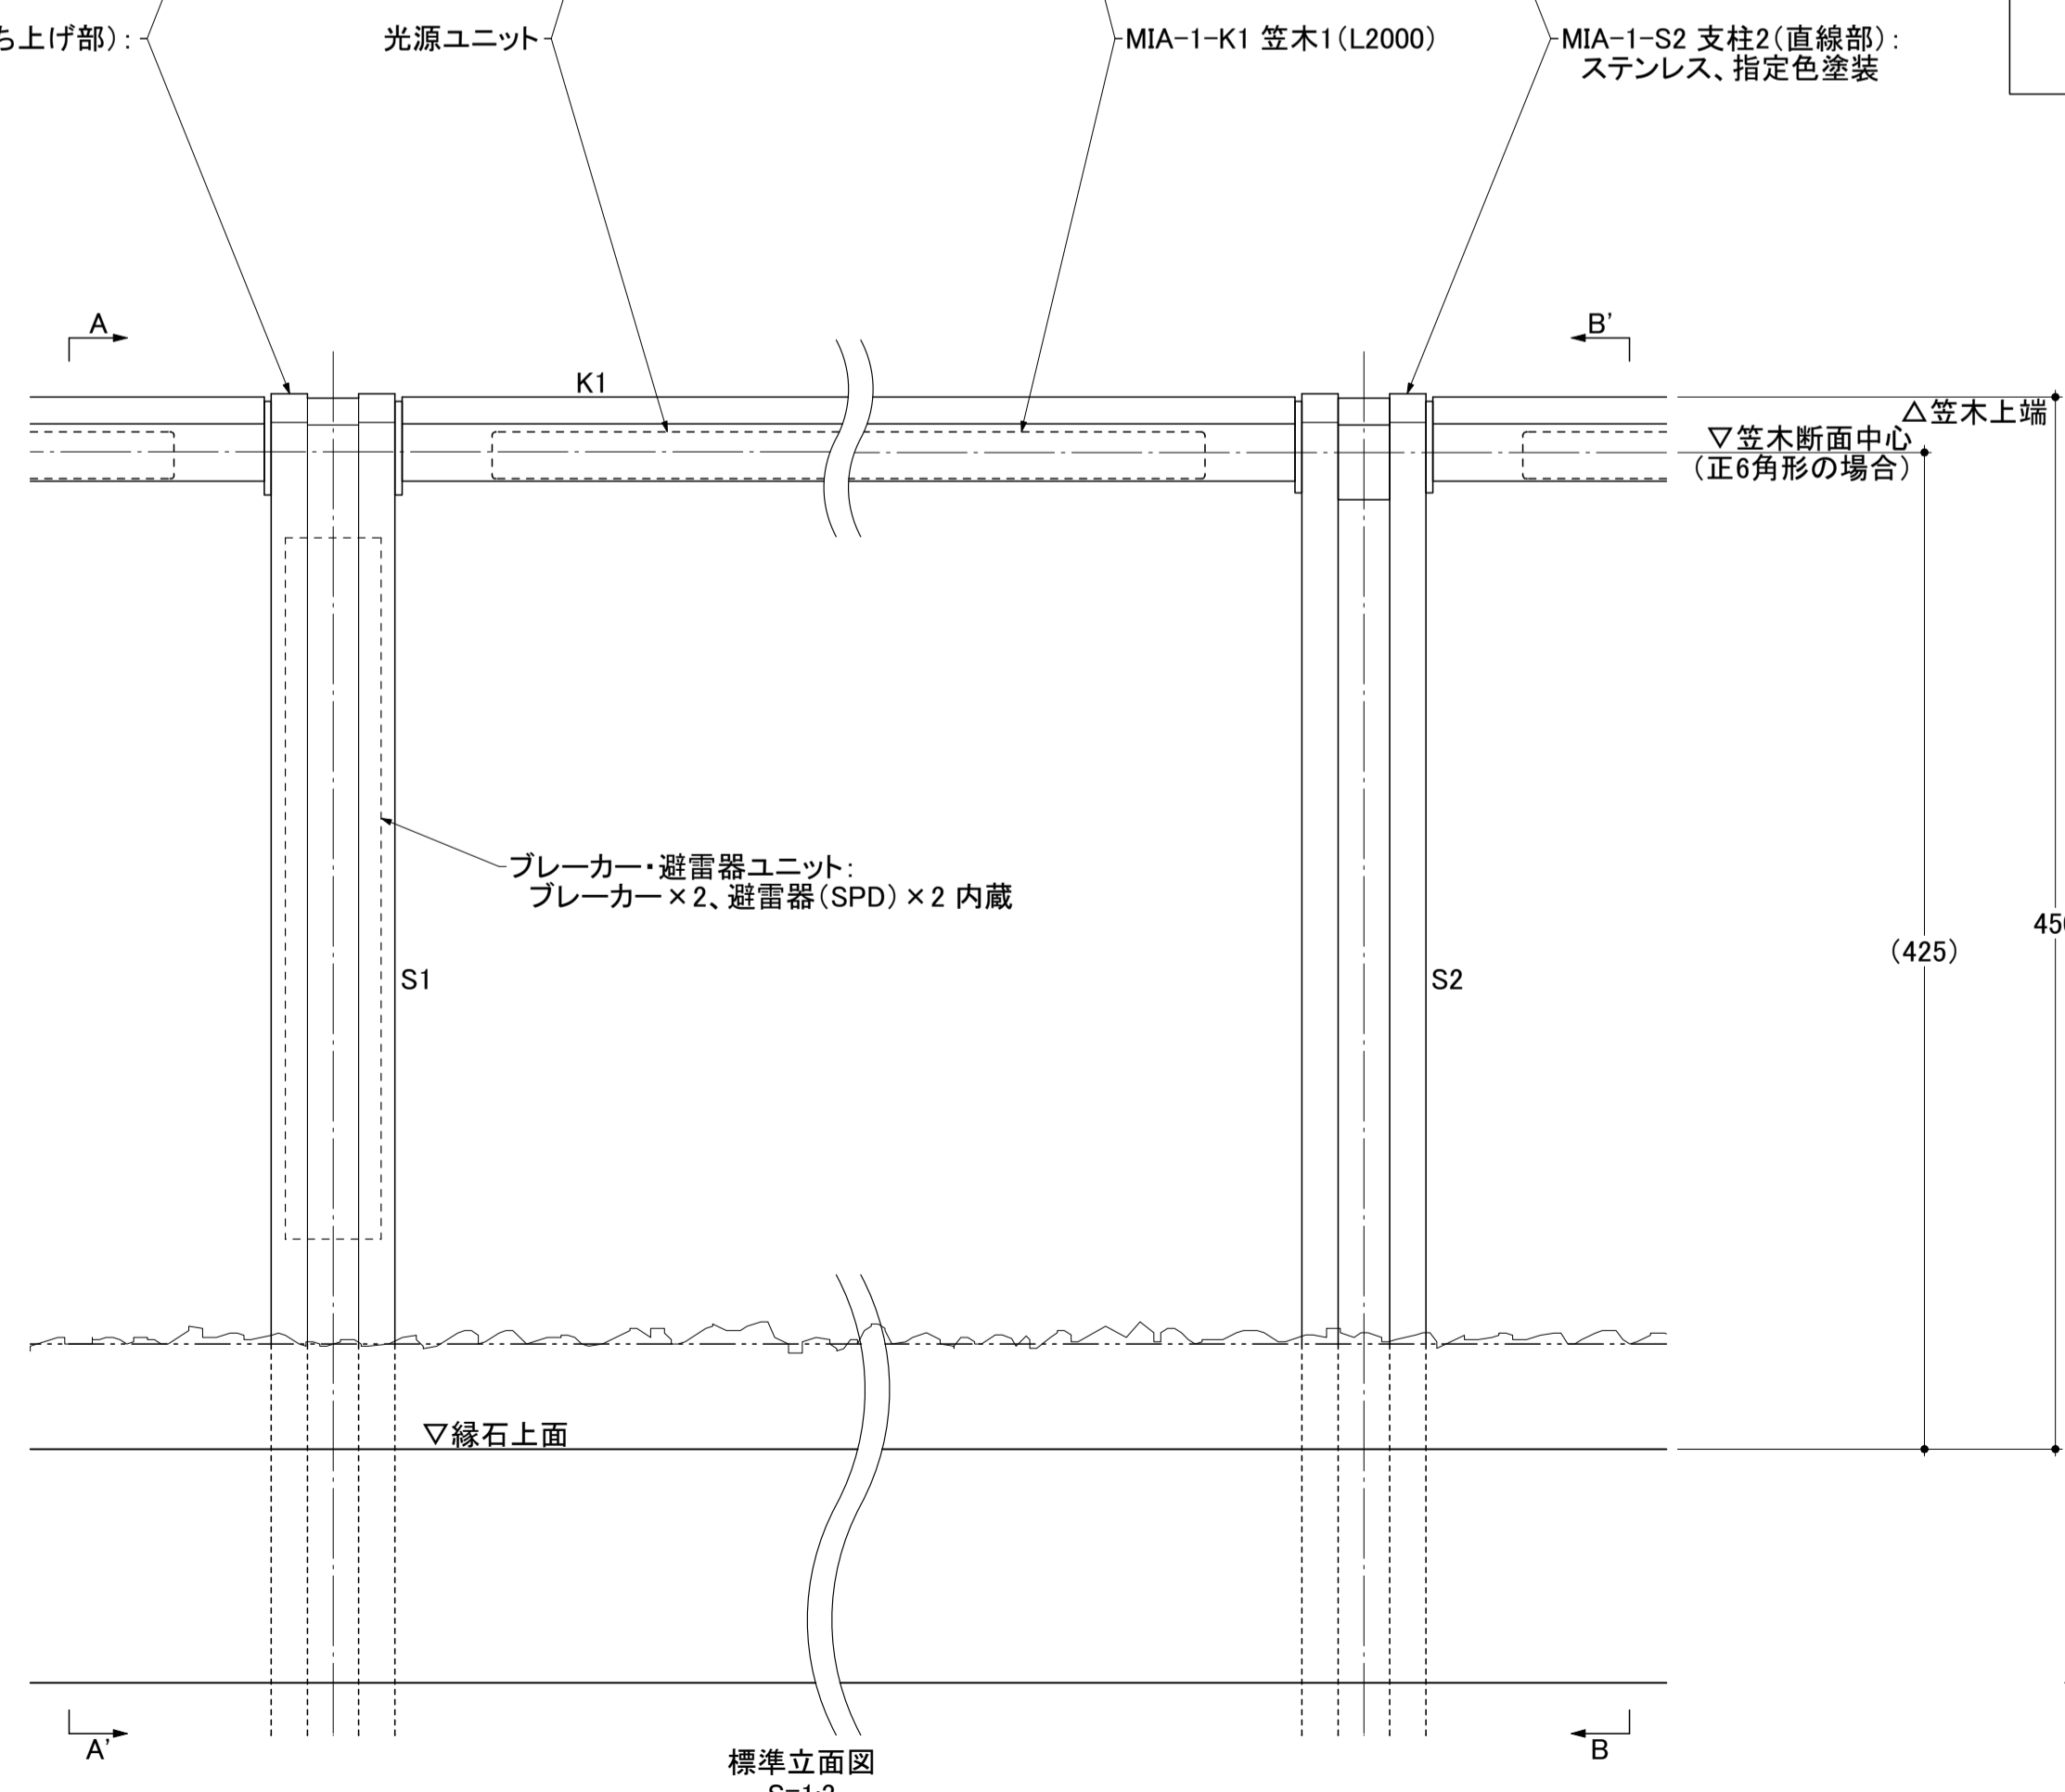 ち上げ部）：
光源ユニット
MIA-1-K1 笠木1（L2000）
MIA-1-S2 支柱2（直線部）：
ステンレス、指定色塗装
A
B'
K1
△笠木上端
▽笠木断面中心
（正6角形の場合）
ブレーカー・避雷器ユニット：
ブレーカー×2、避雷器（SPD）×2 内蔵
S1
S2
（425）
▽縁石上面
A'
B
標準立面図